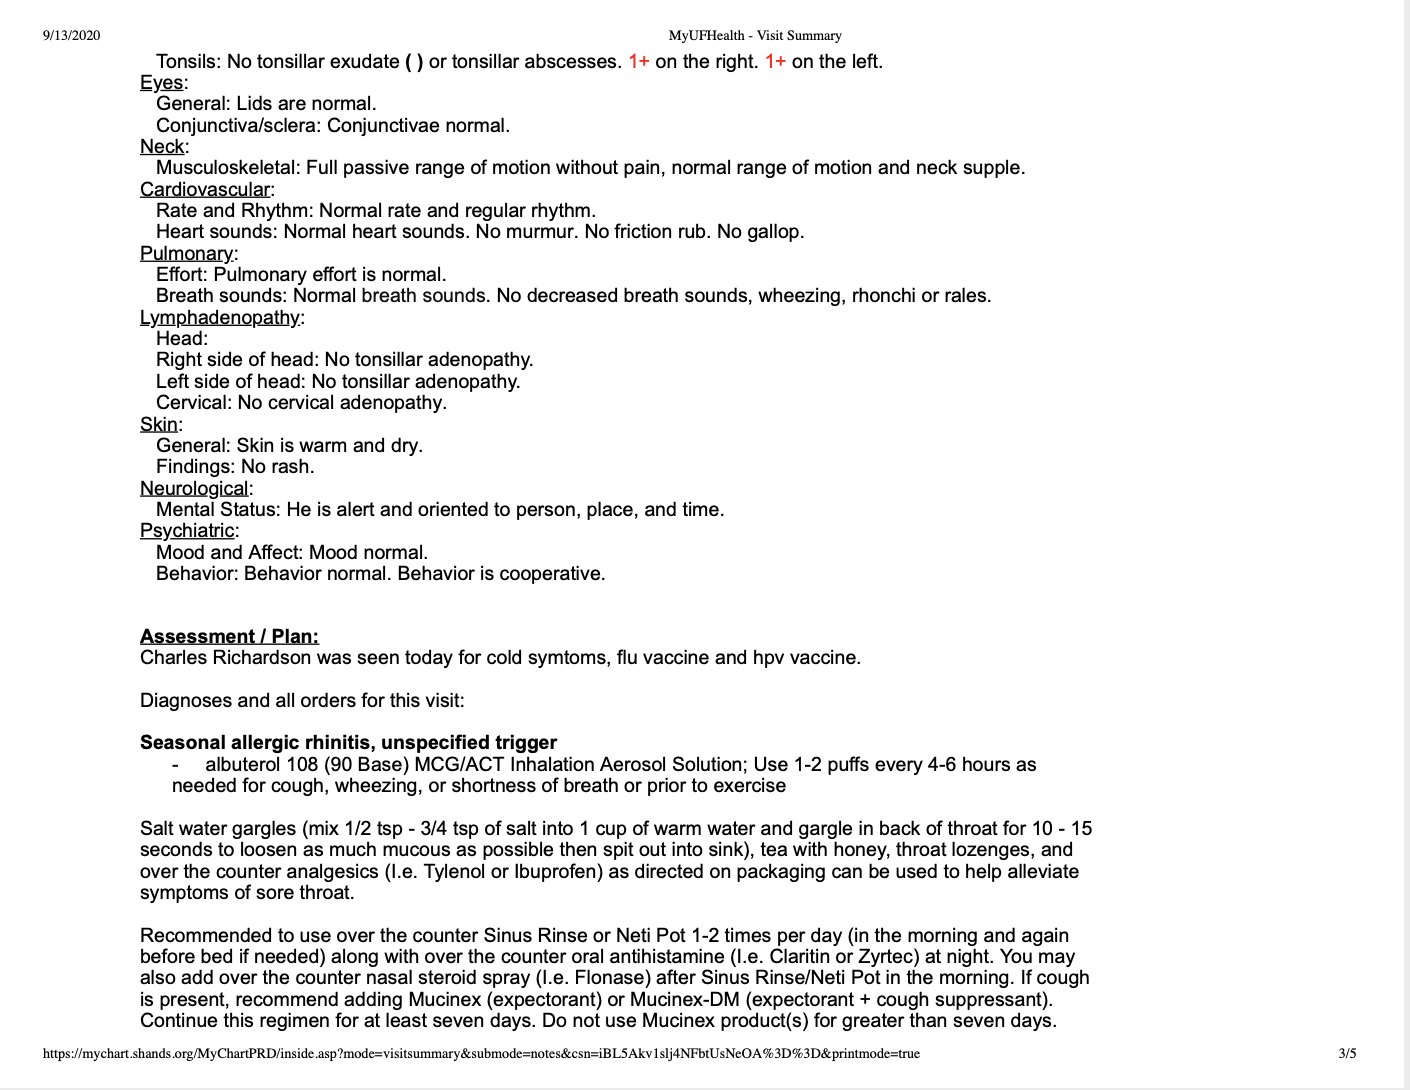 9/13/2020 MyUFHealth - Visit Summary
Tonsils: No tonsillar exudate ( ) or tonsillar abscesses. 1+ on the right. 1+ on the left.
Eyes:
General: Lids are normal.
Conjunctiva/sclera: Conjunctivae normal.
Neck:
Musculoskeletal: Full passive range of motion without pain, normal range of motion and neck supple.
Cardiovascular:
Rate and Rhythm: Normal rate and regular rhythm.
Heart sounds: Normal heart sounds. No murmur. No friction rub. No gallop.
Pulmonary:
Effort: Pulmonary effort is normal.
Breath sounds: Normal breath sounds. No decreased breath sounds, wheezing, rhonchi or rales.
Lymphadenopathy:
Head:
Right side of head: No tonsillar adenopathy.
Left side of head: No tonsillar adenopathy.
Cervical: No cervical adenopathy.
Skin:
General: Skin is warm and dry.
Findings: No rash.
Neurological:
Mental Status: He is alert and oriented to person, place, and time.
Psychiatric:
Mood and Affect: Mood normal.
Behavior: Behavior normal. Behavior is cooperative.
Assessment / Plan:
Charles Richardson was seen today for cold symtoms, flu vaccine and hpv vaccine.
Diagnoses and all orders for this visit:
Seasonal allergic rhinitis, unspecified trigger
- albuterol 108 (90 Base) MCG/ACT Inhalation Aerosol Solution; Use 1-2 puffs every 4-6 hours as
needed for cough, wheezing, or shortness of breath or prior to exercise
Salt water gargles (mix 1/2 tsp - 3/4 tsp of salt into 1 cup of warm water and gargle in back of throat for 10 - 15
seconds to loosen as much mucous as possible then spit out into sink), tea with honey, throat lozenges, and
over the counter analgesics (I.e. Tylenol or Ibuprofen) as directed on packaging can be used to help alleviate
symptoms of sore throat.
Recommended to use over the counter Sinus Rinse or Neti Pot 1-2 times per day (in the morning and again
before bed if needed) along with over the counter oral antihistamine (I.e. Claritin or Zyrtec) at night. You may
also add over the counter nasal steroid spray (I.e. Flonase) after Sinus Rinse/Neti Pot in the morning. If cough
is present, recommend adding Mucinex (expectorant) or Mucinex-DM (expectorant + cough suppressant).
Continue this regimen for at least seven days. Do not use Mucinex product(s) for greater than seven days.
https://mychart.shands.org/MyChartPRD/inside.asp?mode=visitsummary&submode=notes&csn=iBL5Akv1slj4NFbtUsNeOA%3D%3D&printmode=true 3/5